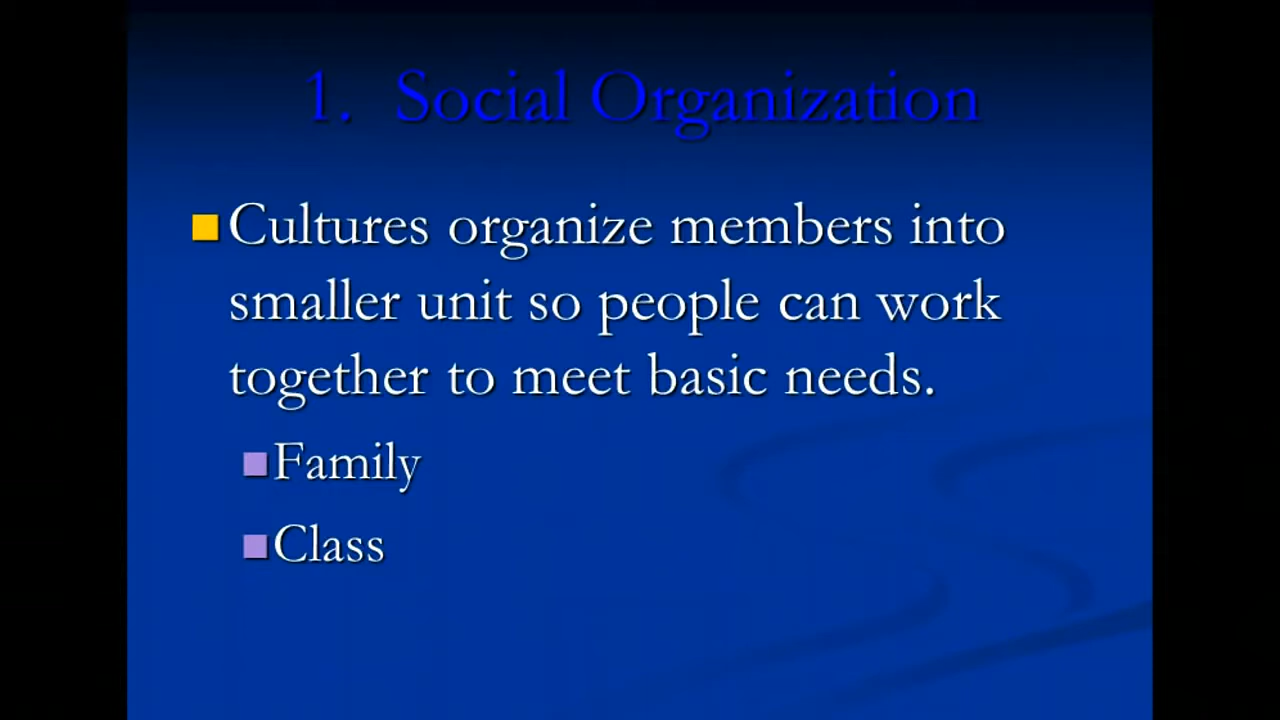 1. Social Organization
Cultures organize members into
smaller unit so people can work
together to meet basic needs.
Family
Class